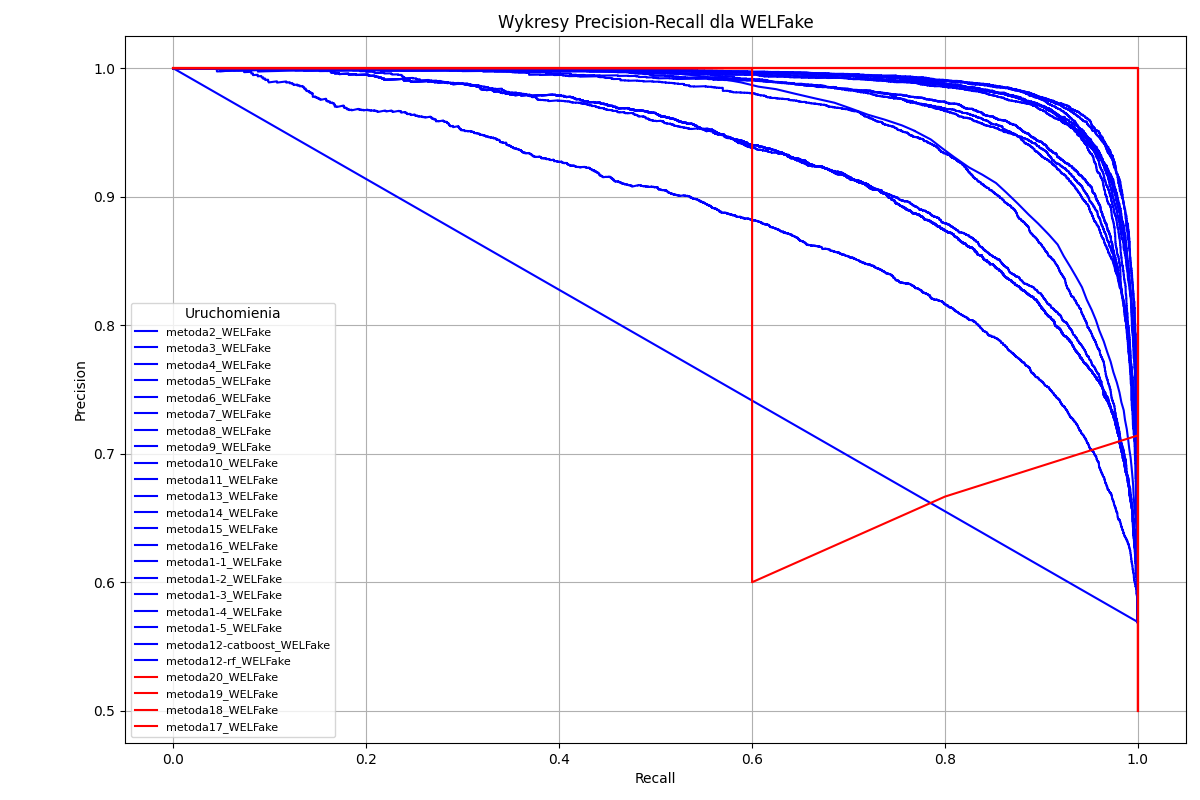 Wykresy Precision-Recall dla WELFake
1.0
0.9
0.8
0.7
0.6
0.5
Precision
Uruchomienia
metoda2_WELFake
metoda3_WELFake
metoda4_WELFake
metoda5_WELFake
metoda6_WELFake
metoda7_WELFake
metoda8_WELFake
metoda9_WELFake
metoda10_WELFake
metoda11_WELFake
metoda13_WELFake
metoda14_WELFake
metoda15_WELFake
metoda16_WELFake
metoda1-1_WELFake
metoda1-2_WELFake
metoda1-3_WELFake
metoda1-4_WELFake
metoda1-5_WELFake
metoda12-catboost_WELFake
metoda12-rf_WELFake
metoda20_WELFake
metoda19_WELFake
metoda18_WELFake
metoda17_WELFake
0.0 0.2 0.4 0.6 0.8 1.0
Recall